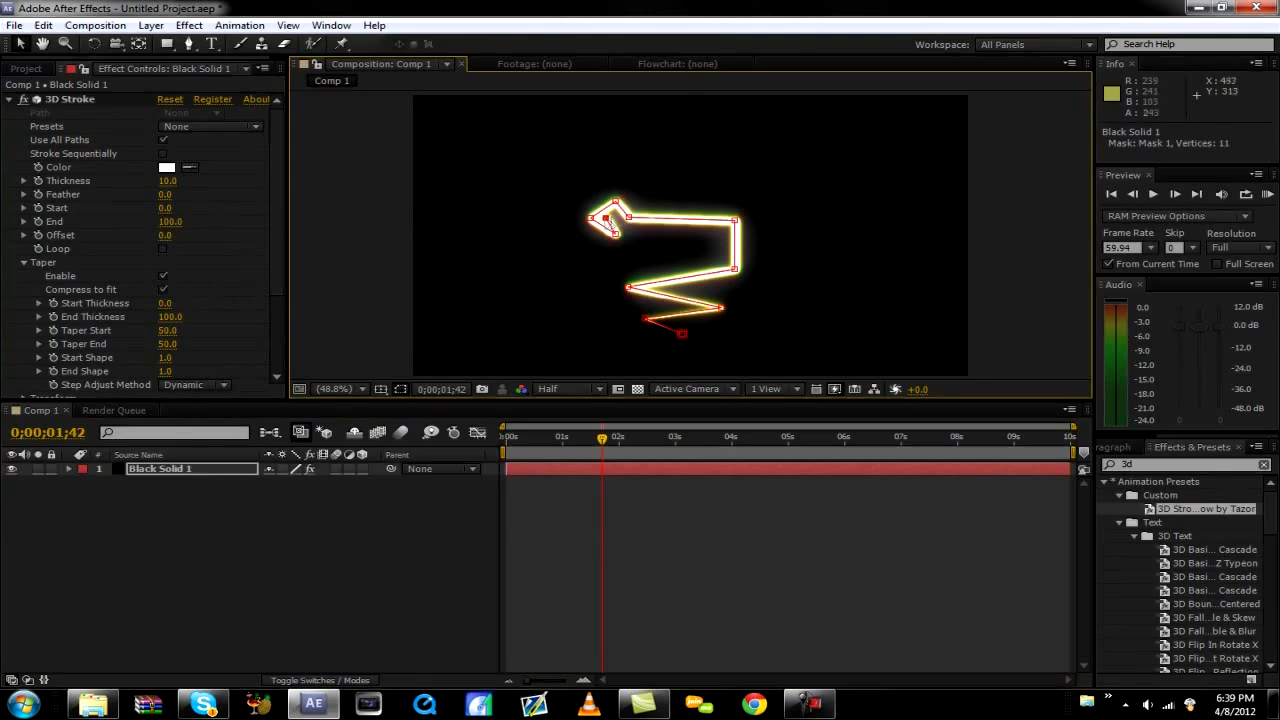 Adobe After Effects - Untitled Project.aep *
File Edit Composition Layer Effect Animation View Window Help
Workspace: All Panels Search Help
Project Effect Controls: Black Solid 1
Composition: Comp 1 Footage: (none) Flowchart: (none)
Info
Comp 1 • Black Solid 1
Comp 1
fx 3D Stroke Reset Register Abou
Path None
Presets None
Use All Paths
Stroke Sequentially
Color
Thickness 10.0
Feather 0.0
Start 0.0
End 100.0
Offset 0.0
Loop
Taper
Enable
Compress to fit
Start Thickness 0.0
End Thickness 100.0
Taper Start 50.0
Taper End 50.0
Start Shape 1.0
End Shape 1.0
Step Adjust Method Dynamic
R: 239
G: 241
B: 103
A: 243
X: 493
Y: 313
Black Solid 1
Mask: Mask 1, Vertices: 11
Preview
RAM Preview Options
Frame Rate Skip Resolution
59.94 0 Full
From Current Time Full Screen
Audio
0.0
-3.0
-6.0
-9.0
-12.0
-15.0
-18.0
-21.0
-24.0
12.0 dB
0.0 dB
-12.0
-24.0
-36.0
-48.0 dB
(48.8%) 0;00;01;42 Half Active Camera 1 View +0.0
Comp 1 Render Queue
0;00;01;42
# Source Name Parent
1 Black Solid 1 fx None
:00s 01s 02s 03s 04s 05s 06s 07s 08s 09s 10s
Toggle Switches / Modes
aragraph Effects & Presets
3d
* Animation Presets
Custom
3D Stro...ow by Tazor
Text
3D Text
3D Basi... Cascade
3D Basi...Z Typeon
3D Basi... Cascade
3D Basi... Cascade
3D Boun...Centered
3D Fall...le & Skew
3D Fall...ble & Blur
3D Flip In Rotate X
3D Flip...t Rotate X
Ae
6:39 PM
4/8/2012